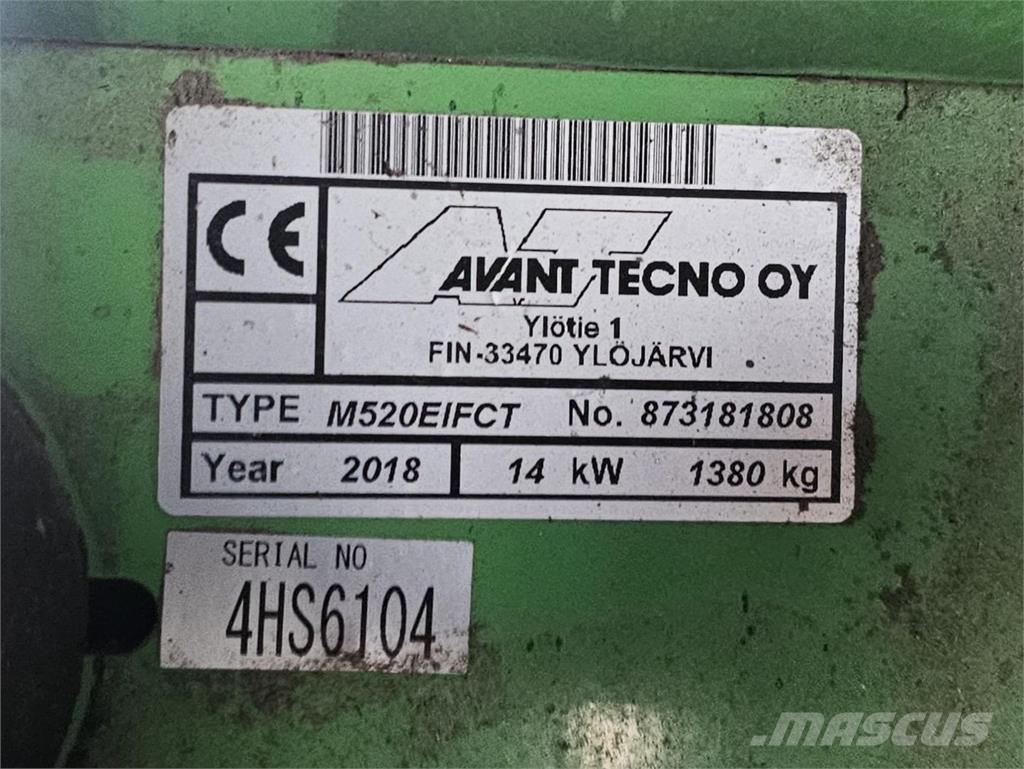 CE
AT
AVANT TECNO OY
Ylötie 1
FIN-33470 YLÖJÄRVI
TYPE M520EIFCT No. 873181808
Year 2018 14 kW 1380 kg
SERIAL NO
4HS6104
MASCUS